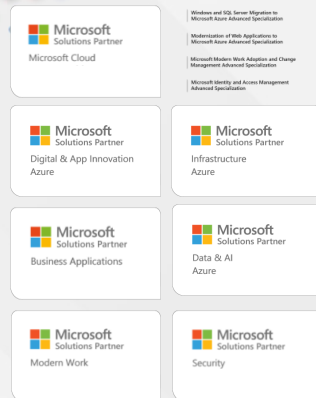 Microsoft
Solutions Partner
Microsoft Cloud
Windows and SQL Server Migration to
Microsoft Azure Advanced Specialization
Modernization of Web Applications to
Microsoft Azure Advanced Specialization
Microsoft Modern Work Adoption and Change
Management Advanced Specialization
Microsoft Identity and Access Management
Advanced Specialization
Microsoft
Solutions Partner
Digital & App Innovation
Azure
Microsoft
Solutions Partner
Infrastructure
Azure
Microsoft
Solutions Partner
Business Applications
Microsoft
Solutions Partner
Data & AI
Azure
Microsoft
Solutions Partner
Modern Work
Microsoft
Solutions Partner
Security